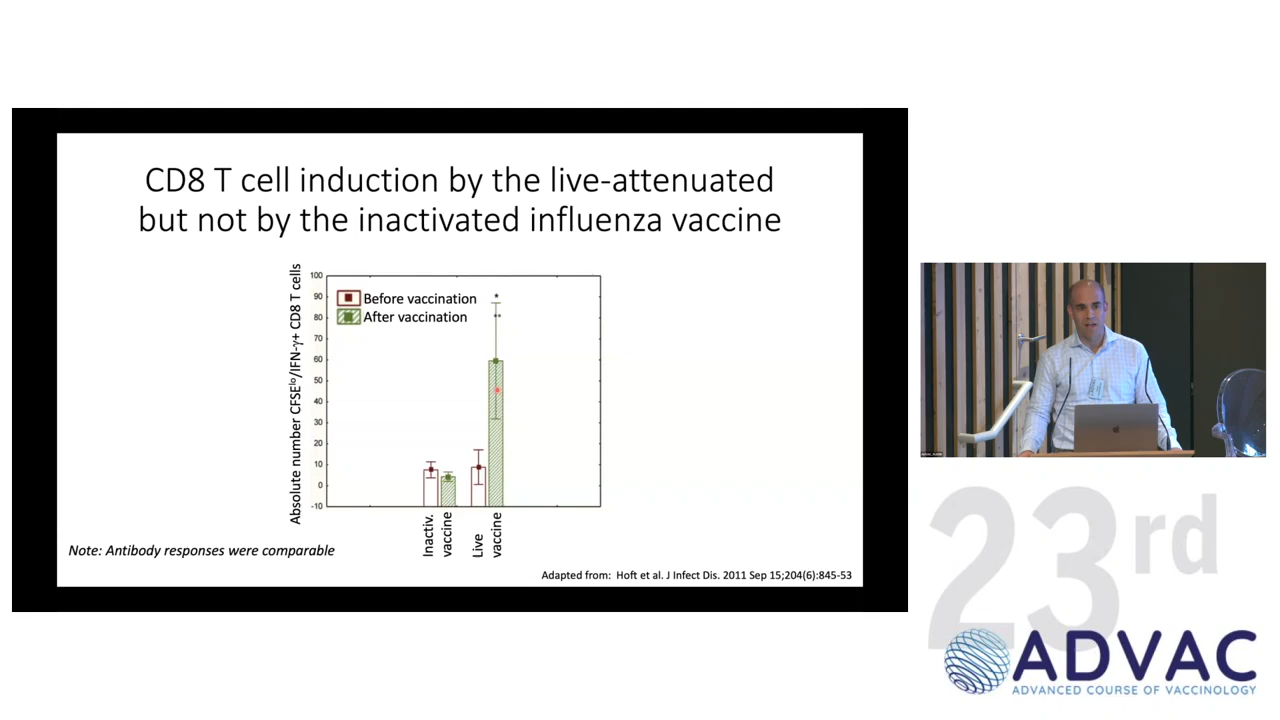 CD8 T cell induction by the live-attenuated
but not by the inactivated influenza vaccine
Absolute number CFSEˡᵒ/IFN-γ+ CD8 T cells
100
90
80
70
60
50
40
30
20
10
0
-10
Before vaccination
After vaccination
*
**
Inactiv.
vaccine
Live
vaccine
Note: Antibody responses were comparable
Adapted from: Hoft et al. J Infect Dis. 2011 Sep 15;204(6):845-53
23rd
ADVAC
ADVANCED COURSE OF VACCINOLOGY